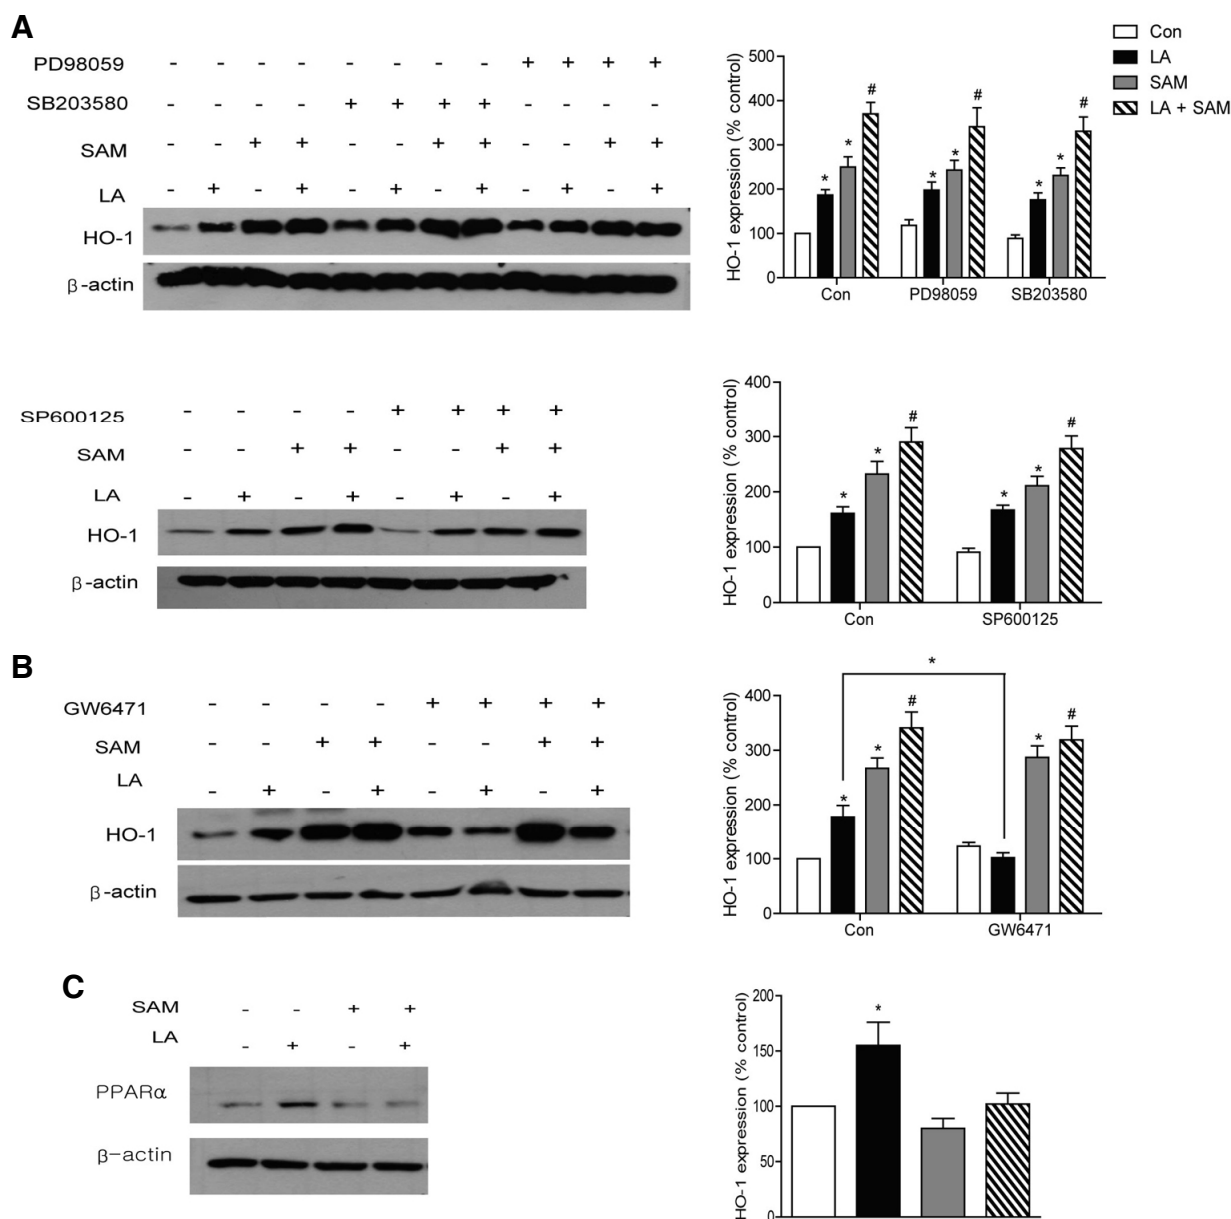 A
PD98059 - - - - - - - - + + + +
SB203580 - - - - + + + + - - - -
SAM - - + + - - + + - - + +
LA - + - + - + - + - + - +
HO-1
β-actin
HO-1 expression (% control)
500
400
300
200
100
0
* * #
* * #
* * #
Con PD98059 SB203580
Con
LA
SAM
LA + SAM
SP600125 - - - - + + + +
SAM - - + + - - + +
LA - + - + - + - +
HO-1
β-actin
HO-1 expression (% control)
400
300
200
100
0
* * #
* * #
Con SP600125
B
GW6471 - - - - + + + +
SAM - - + + - - + +
LA - + - + - + - +
HO-1
β-actin
HO-1 expression (% control)
400
300
200
100
0
*
* * #
* #
Con GW6471
C
SAM - - + +
LA - + - +
PPARα
β-actin
HO-1 expression (% control)
200
150
100
50
0
*